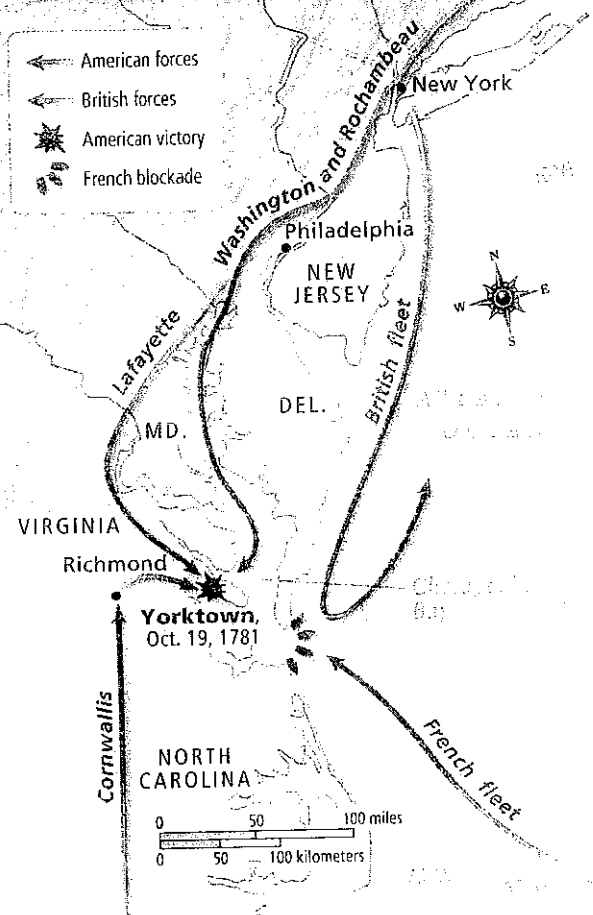 American forces
British forces
American victory
French blockade
New York
Washington and Rochambeau
Philadelphia
NEW
JERSEY
N
W E
S
Lafayette
British fleet
DEL.
MD.
VIRGINIA
Richmond
Yorktown,
Oct. 19, 1781
Cornwallis
French fleet
NORTH
CAROLINA
0 50 100 miles
0 50 100 kilometers